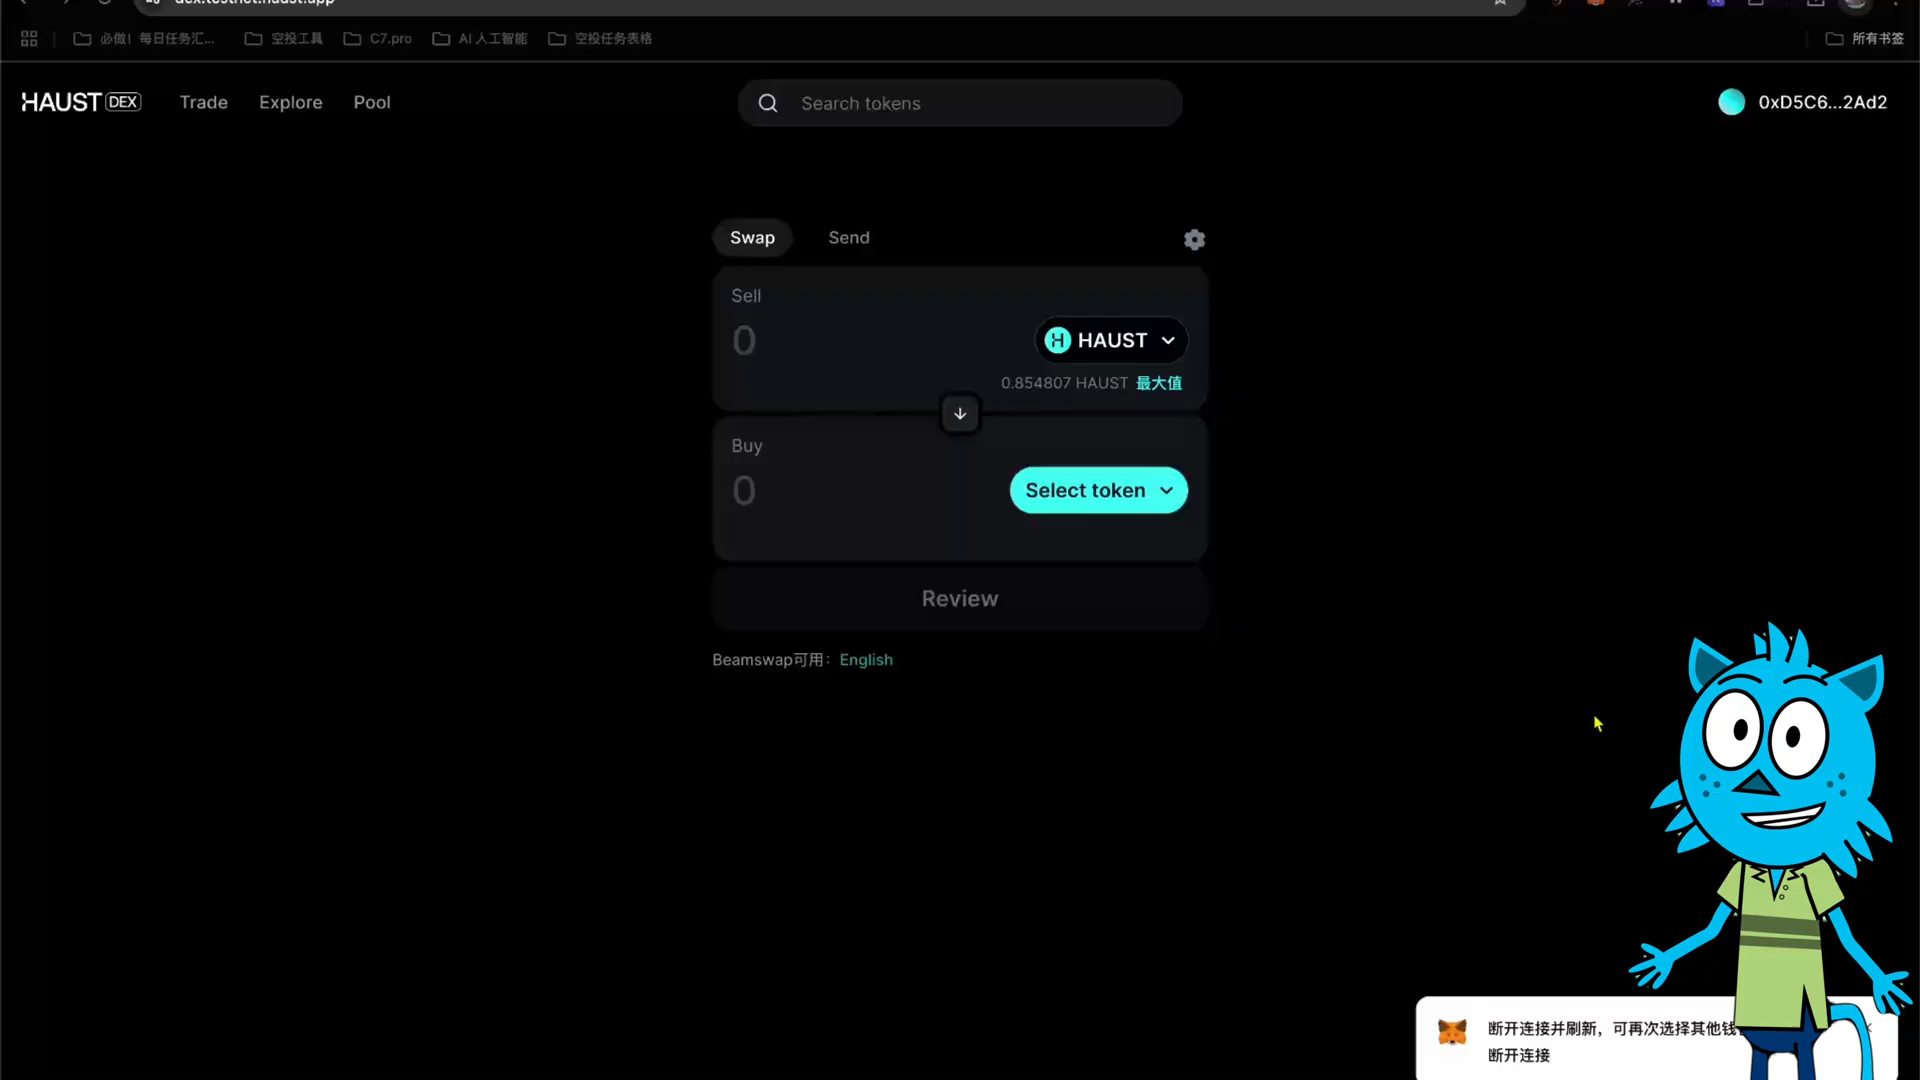 必做！每日任务汇...
空投工具
C7.pro
AI 人工智能
空投任务表格
所有书签
HAUST DEX
Trade
Explore
Pool
Search tokens
0xD5C6...2Ad2
Swap
Send
Sell
0
HAUST
0.854807 HAUST 最大值
Buy
0
Select token
Review
Beamswap可用： English
断开连接并刷新，可再次选择其他钱
断开连接